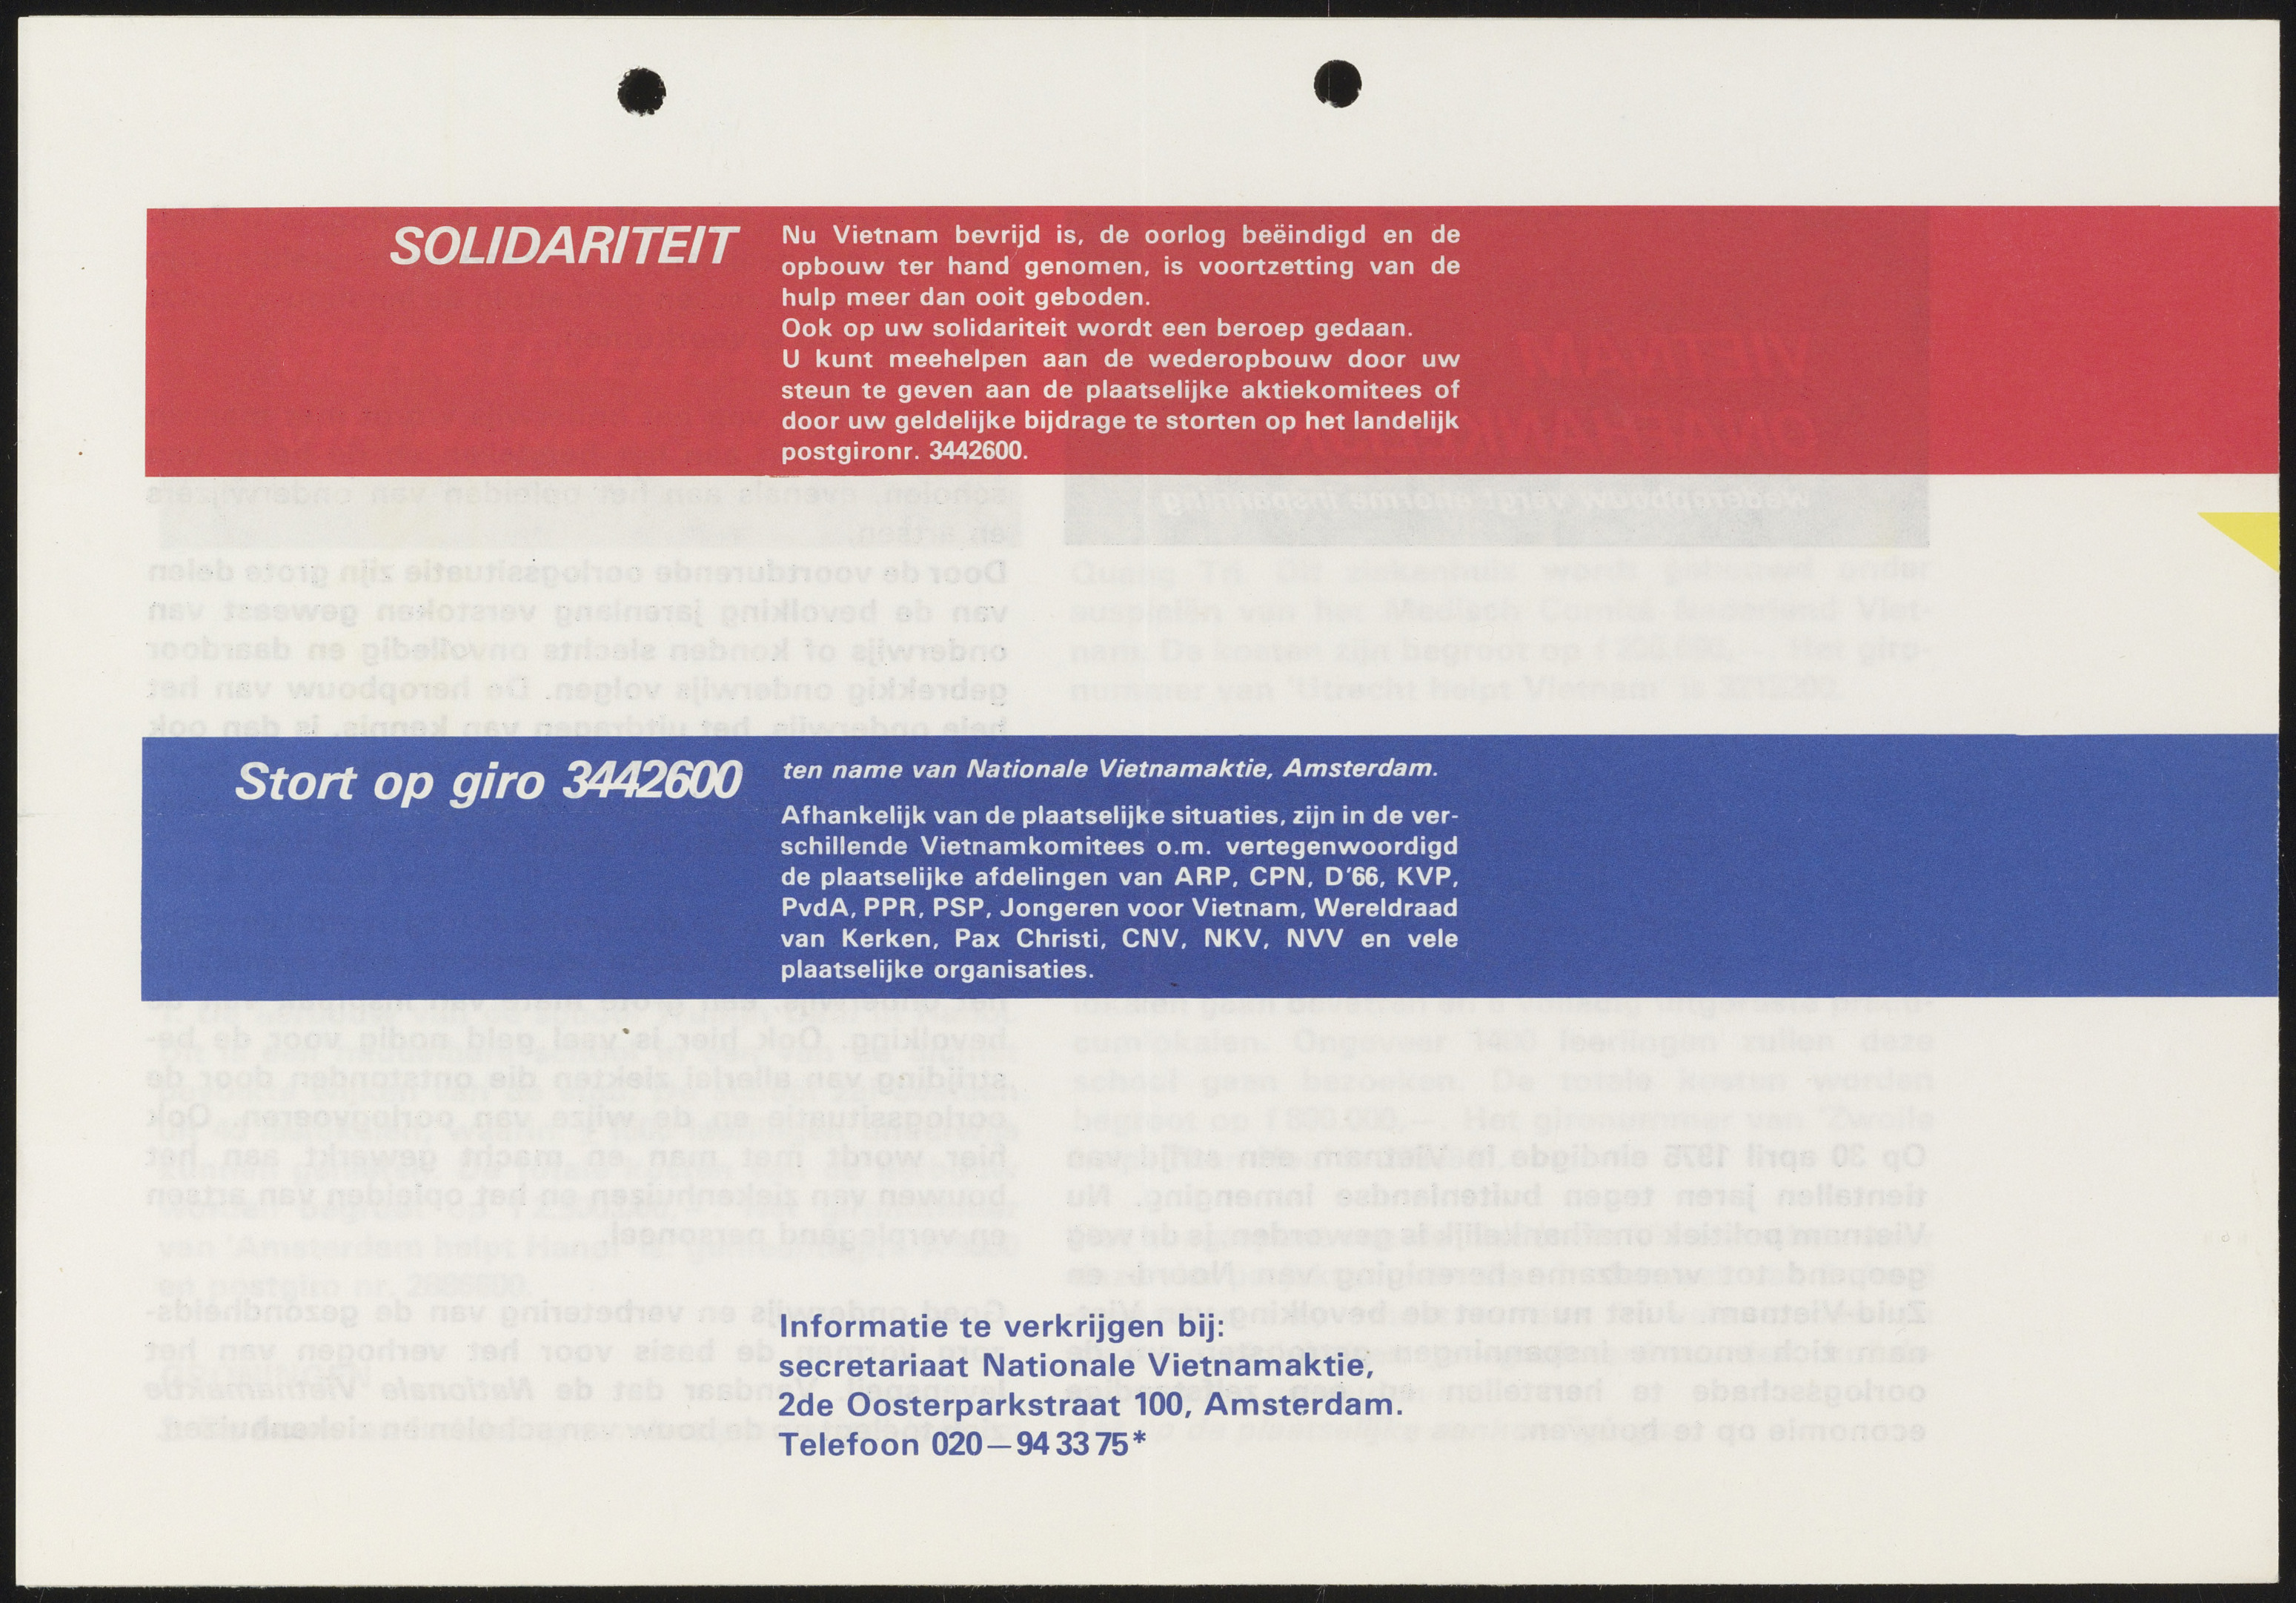 SOLIDARITEIT
Nu Vietnam bevrijd is, de oorlog beëindigd en de
opbouw ter hand genomen, is voortzetting van de
hulp meer dan ooit geboden.
Ook op uw solidariteit wordt een beroep gedaan.
U kunt meehelpen aan de wederopbouw door uw
steun te geven aan de plaatselijke aktiekomitees of
door uw geldelijke bijdrage te storten op het landelijk
postgironr. 3442600.
Stort op giro 3442600
ten name van Nationale Vietnamaktie, Amsterdam.
Afhankelijk van de plaatselijke situaties, zijn in de ver-
schillende Vietnamkomitees o.m. vertegenwoordigd
de plaatselijke afdelingen van ARP, CPN, D'66, KVP,
PvdA, PPR, PSP, Jongeren voor Vietnam, Wereldraad
van Kerken, Pax Christi, CNV, NKV, NVV en vele
plaatselijke organisaties.
Informatie te verkrijgen bij:
secretariaat Nationale Vietnamaktie,
2de Oosterparkstraat 100, Amsterdam.
Telefoon 020–94 33 75*